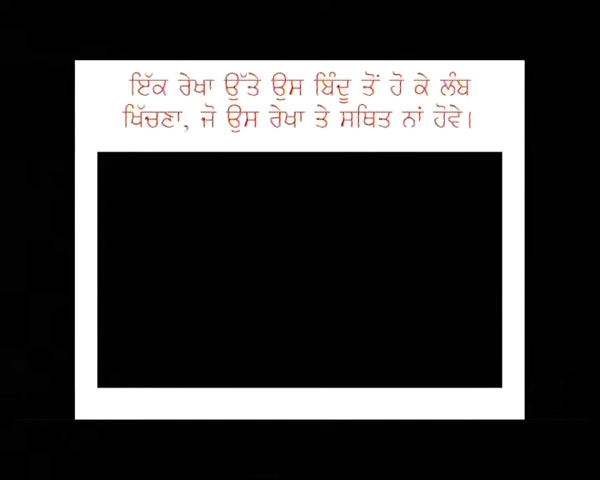 ਇੱਕ ਰੇਖਾ ਉੱਤੇ ਉਸ ਬਿੰਦੂ ਤੋਂ ਹੋ ਕੇ ਲੰਬ
ਖਿੱਚਣਾ, ਜੋ ਉਸ ਰੇਖਾ ਤੇ ਸਥਿਤ ਨਾਂ ਹੋਵੇ।